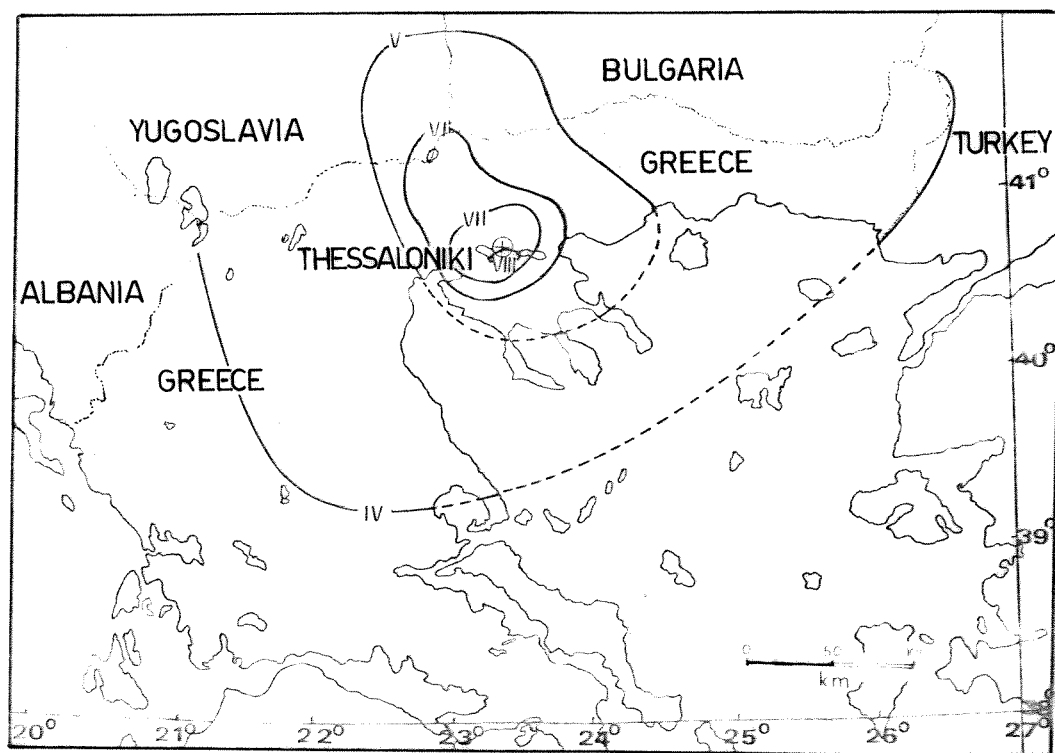 V
BULGARIA
YUGOSLAVIA
TURKEY
GREECE
41°
VII
THESSALONIKI
VIII
ALBANIA
40°
GREECE
IV
39°
0 50
km
38°
20° 21° 22° 23° 24° 25° 26° 27°